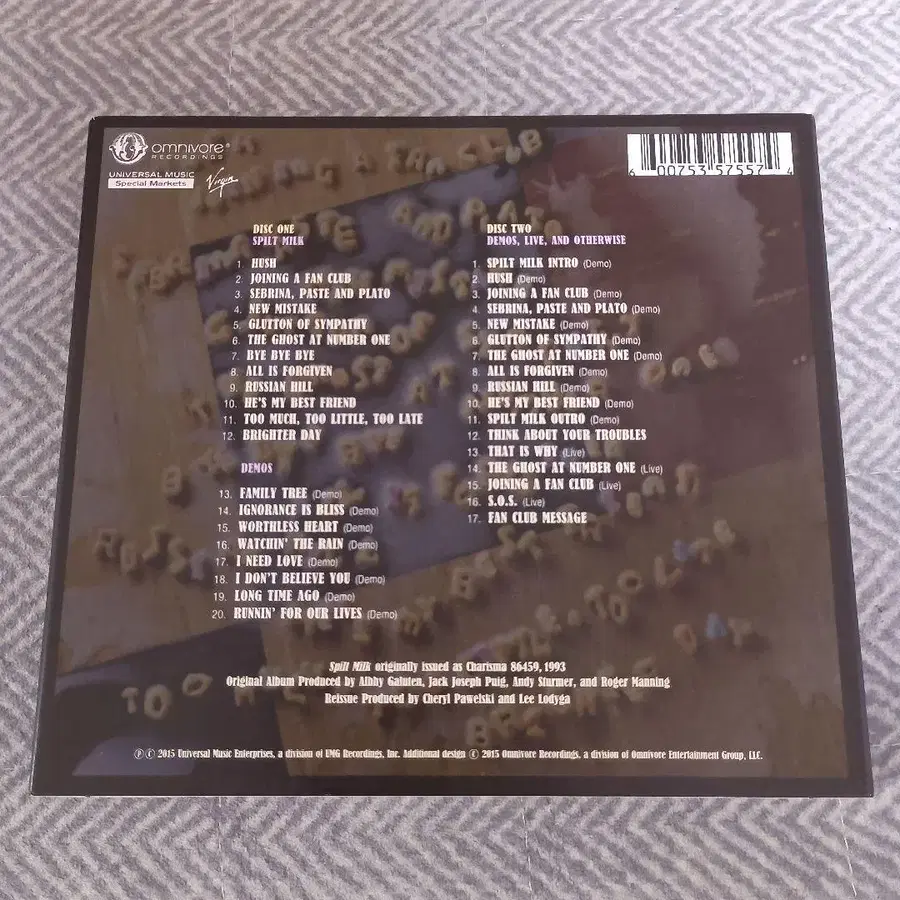 omnivore®
RECORDINGS
UNIVERSAL MUSIC
Special Markets
Virgin
6 00753 57557 4
DISC ONE
SPILT MILK
1. HUSH
2. JOINING A FAN CLUB
3. SEBRINA, PASTE AND PLATO
4. NEW MISTAKE
5. GLUTTON OF SYMPATHY
6. THE GHOST AT NUMBER ONE
7. BYE BYE BYE
8. ALL IS FORGIVEN
9. RUSSIAN HILL
10. HE'S MY BEST FRIEND
11. TOO MUCH, TOO LITTLE, TOO LATE
12. BRIGHTER DAY
DEMOS
13. FAMILY TREE (Demo)
14. IGNORANCE IS BLISS (Demo)
15. WORTHLESS HEART (Demo)
16. WATCHIN' THE RAIN (Demo)
17. I NEED LOVE (Demo)
18. I DON'T BELIEVE YOU (Demo)
19. LONG TIME AGO (Demo)
20. RUNNIN' FOR OUR LIVES (Demo)
DISC TWO
DEMOS, LIVE, AND OTHERWISE
1. SPILT MILK INTRO (Demo)
2. HUSH (Demo)
3. JOINING A FAN CLUB (Demo)
4. SEBRINA, PASTE AND PLATO (Demo)
5. NEW MISTAKE (Demo)
6. GLUTTON OF SYMPATHY (Demo)
7. THE GHOST AT NUMBER ONE (Demo)
8. ALL IS FORGIVEN (Demo)
9. RUSSIAN HILL (Demo)
10. HE'S MY BEST FRIEND (Demo)
11. SPILT MILK OUTRO (Demo)
12. THINK ABOUT YOUR TROUBLES
13. THAT IS WHY (Live)
14. THE GHOST AT NUMBER ONE (Live)
15. JOINING A FAN CLUB (Live)
16. S.O.S. (Live)
17. FAN CLUB MESSAGE
Spilt Milk originally issued as Charisma 86459, 1993
Original Album Produced by Albhy Galuten, Jack Joseph Puig, Andy Sturmer, and Roger Manning
Reissue Produced by Cheryl Pawelski and Lee Lodyga
℗ © 2015 Universal Music Enterprises, a division of UMG Recordings, Inc. Additional design © 2015 Omnivore Recordings, a division of Omnivore Entertainment Group, LLC.